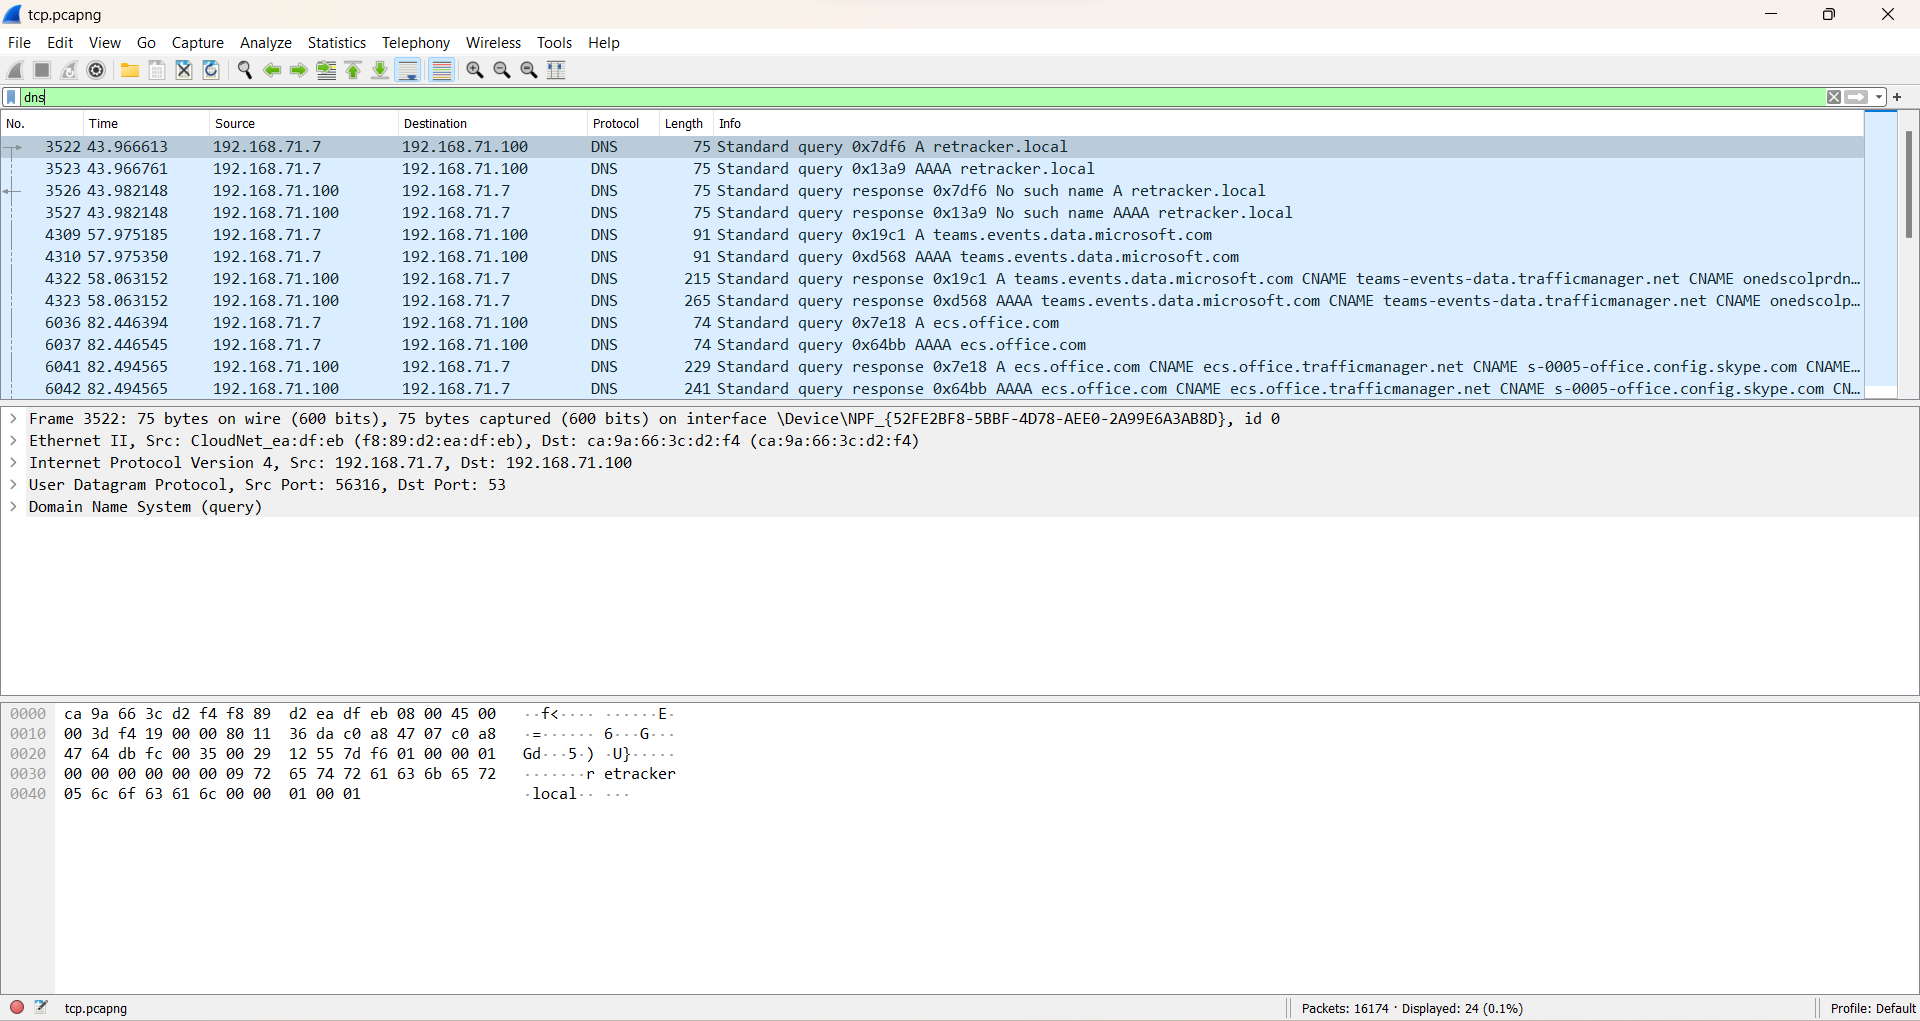 tcp.pcapng
File Edit View Go Capture Analyze Statistics Telephony Wireless Tools Help
dns
No. Time Source Destination Protocol Length Info
3522 43.966613 192.168.71.7 192.168.71.100 DNS 75 Standard query 0x7df6 A retracker.local
3523 43.966761 192.168.71.7 192.168.71.100 DNS 75 Standard query 0x13a9 AAAA retracker.local
3526 43.982148 192.168.71.100 192.168.71.7 DNS 75 Standard query response 0x7df6 No such name A retracker.local
3527 43.982148 192.168.71.100 192.168.71.7 DNS 75 Standard query response 0x13a9 No such name AAAA retracker.local
4309 57.975185 192.168.71.7 192.168.71.100 DNS 91 Standard query 0x19c1 A teams.events.data.microsoft.com
4310 57.975350 192.168.71.7 192.168.71.100 DNS 91 Standard query 0xd568 AAAA teams.events.data.microsoft.com
4322 58.063152 192.168.71.100 192.168.71.7 DNS 215 Standard query response 0x19c1 A teams.events.data.microsoft.com CNAME teams-events-data.trafficmanager.net CNAME onedscolprdn…
4323 58.063152 192.168.71.100 192.168.71.7 DNS 265 Standard query response 0xd568 AAAA teams.events.data.microsoft.com CNAME teams-events-data.trafficmanager.net CNAME onedscolp…
6036 82.446394 192.168.71.7 192.168.71.100 DNS 74 Standard query 0x7e18 A ecs.office.com
6037 82.446545 192.168.71.7 192.168.71.100 DNS 74 Standard query 0x64bb AAAA ecs.office.com
6041 82.494565 192.168.71.100 192.168.71.7 DNS 229 Standard query response 0x7e18 A ecs.office.com CNAME ecs.office.trafficmanager.net CNAME s-0005-office.config.skype.com CNAME…
6042 82.494565 192.168.71.100 192.168.71.7 DNS 241 Standard query response 0x64bb AAAA ecs.office.com CNAME ecs.office.trafficmanager.net CNAME s-0005-office.config.skype.com CN…
Frame 3522: 75 bytes on wire (600 bits), 75 bytes captured (600 bits) on interface \Device\NPF_{52FE2BF8-5BBF-4D78-AEE0-2A99E6A3AB8D}, id 0
Ethernet II, Src: CloudNet_ea:df:eb (f8:89:d2:ea:df:eb), Dst: ca:9a:66:3c:d2:f4 (ca:9a:66:3c:d2:f4)
Internet Protocol Version 4, Src: 192.168.71.7, Dst: 192.168.71.100
User Datagram Protocol, Src Port: 56316, Dst Port: 53
Domain Name System (query)
0000 ca 9a 66 3c d2 f4 f8 89 d2 ea df eb 08 00 45 00 ··f<···· ······E·
0010 00 3d f4 19 00 00 80 11 36 da c0 a8 47 07 c0 a8 ·=······ 6···G···
0020 47 64 db fc 00 35 00 29 12 55 7d f6 01 00 00 01 Gd···5·) ·U}·····
0030 00 00 00 00 00 00 09 72 65 74 72 61 63 6b 65 72 ·······r etracker
0040 05 6c 6f 63 61 6c 00 00 01 00 01 ·local·· ···
tcp.pcapng Packets: 16174 · Displayed: 24 (0.1%) Profile: Default